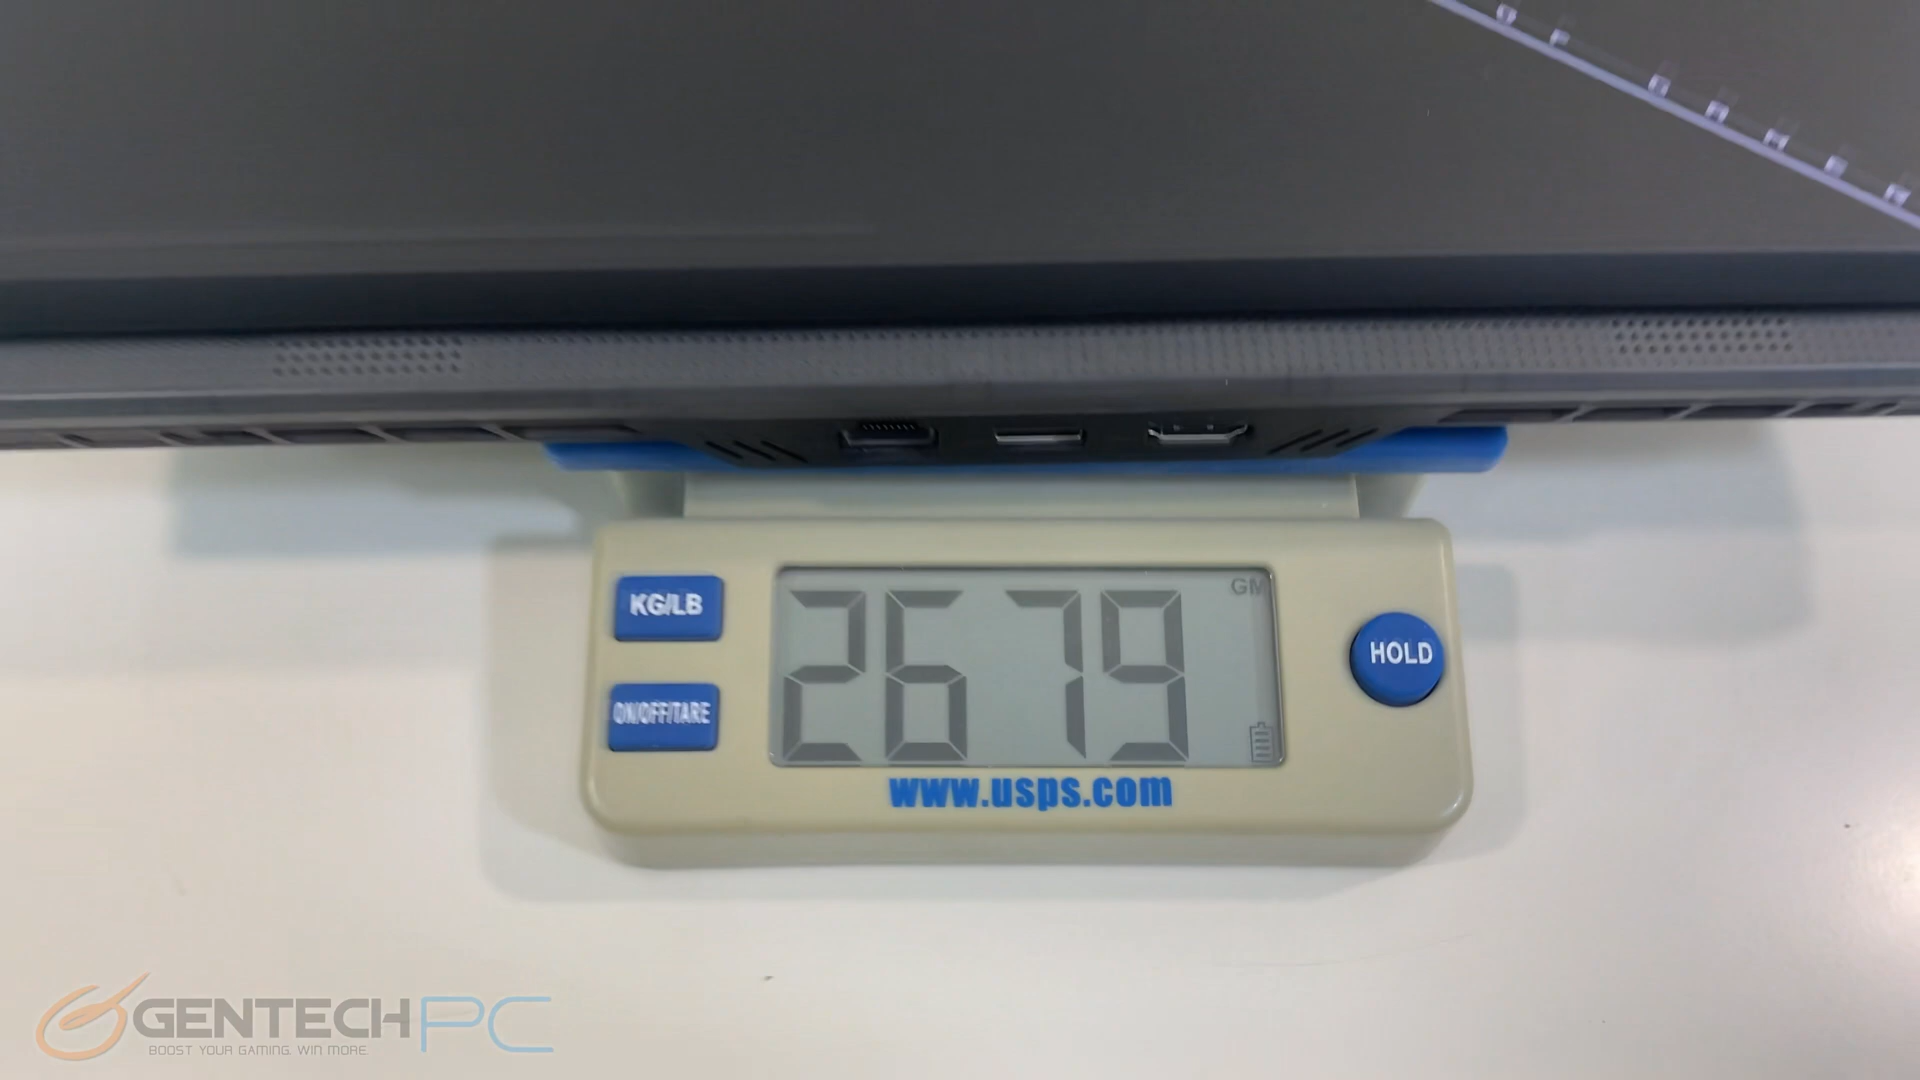 KG/LB
ON/OFF/TARE
2679
GM
HOLD
www.usps.com
GENTECHPC
BOOST YOUR GAMING. WIN MORE.